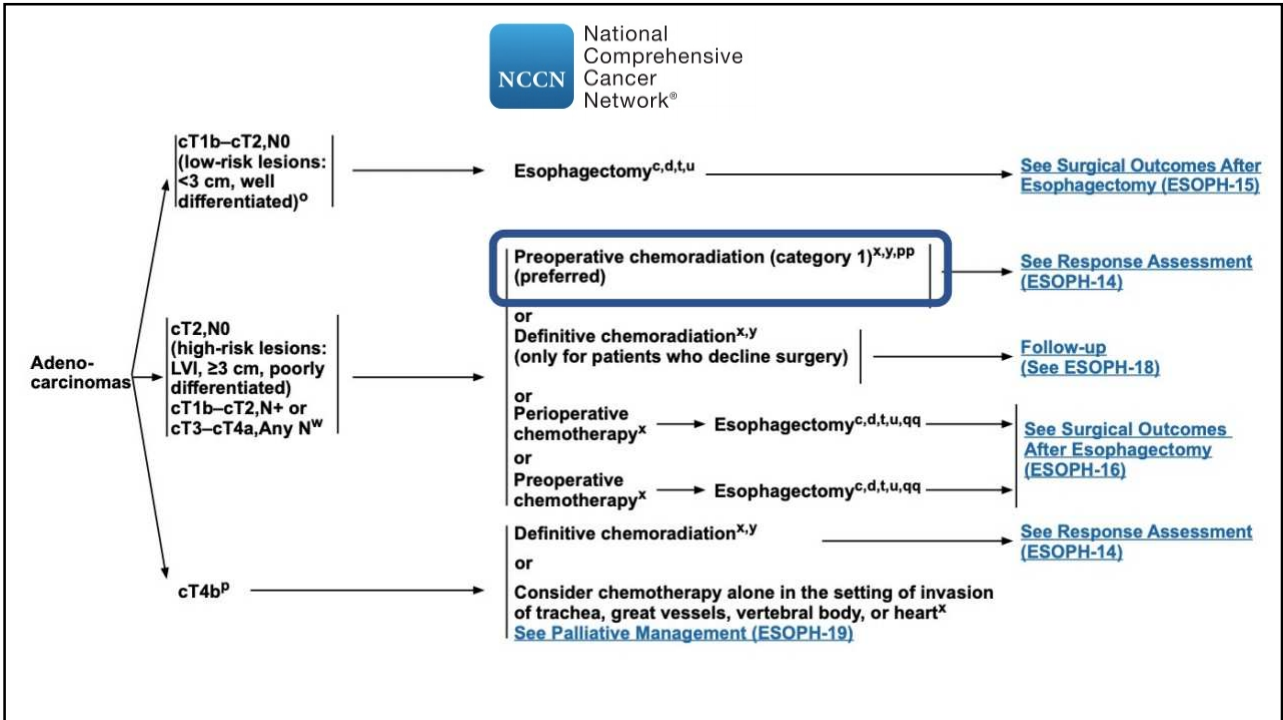 NCCN
National
Comprehensive
Cancer
Network®
Adeno-
carcinomas
cT1b–cT2,N0
(low-risk lesions:
<3 cm, well
differentiated)ᵒ
Esophagectomyᶜ,ᵈ,ᵗ,ᵘ
See Surgical Outcomes After
Esophagectomy (ESOPH-15)
cT2,N0
(high-risk lesions:
LVI, ≥3 cm, poorly
differentiated)
cT1b–cT2,N+ or
cT3–cT4a,Any Nʷ
Preoperative chemoradiation (category 1)ˣ,ʸ,ᵖᵖ
(preferred)
See Response Assessment
(ESOPH-14)
or
Definitive chemoradiationˣ,ʸ
(only for patients who decline surgery)
Follow-up
(See ESOPH-18)
or
Perioperative
chemotherapyˣ
Esophagectomyᶜ,ᵈ,ᵗ,ᵘ,qq
or
Preoperative
chemotherapyˣ
Esophagectomyᶜ,ᵈ,ᵗ,ᵘ,qq
See Surgical Outcomes
After Esophagectomy
(ESOPH-16)
cT4bᵖ
Definitive chemoradiationˣ,ʸ
See Response Assessment
(ESOPH-14)
or
Consider chemotherapy alone in the setting of invasion
of trachea, great vessels, vertebral body, or heartˣ
See Palliative Management (ESOPH-19)